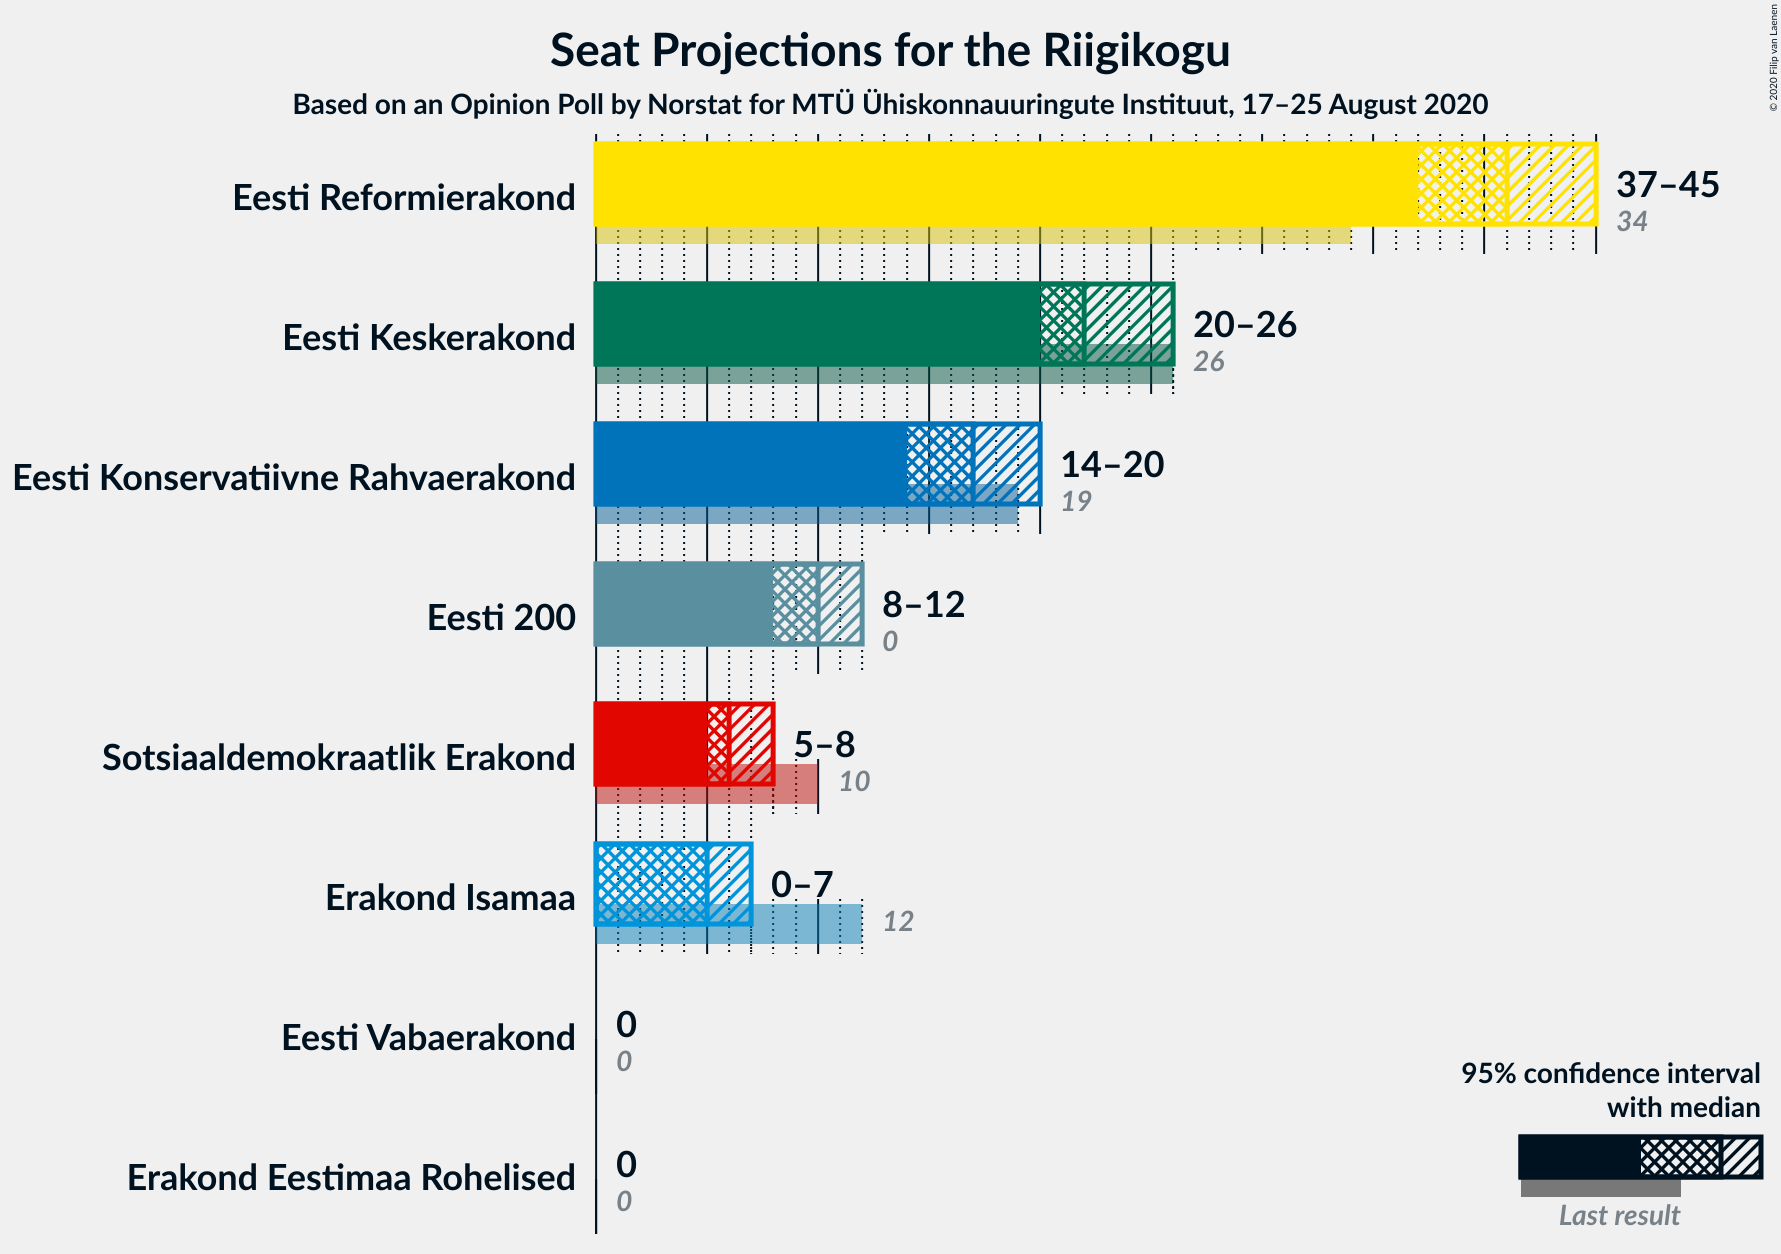 Seat Projections for the Riigikogu
Based on an Opinion Poll by Norstat for MTÜ Ühiskonnauuringute Instituut, 17–25 August 2020
© 2020 Filip van Laenen
Eesti Reformierakond
37–45
34
Eesti Keskerakond
20–26
26
Eesti Konservatiivne Rahvaerakond
14–20
19
Eesti 200
8–12
0
Sotsiaaldemokraatlik Erakond
5–8
10
Erakond Isamaa
0–7
12
Eesti Vabaerakond
0
0
Erakond Eestimaa Rohelised
0
0
95% confidence interval
with median
Last result